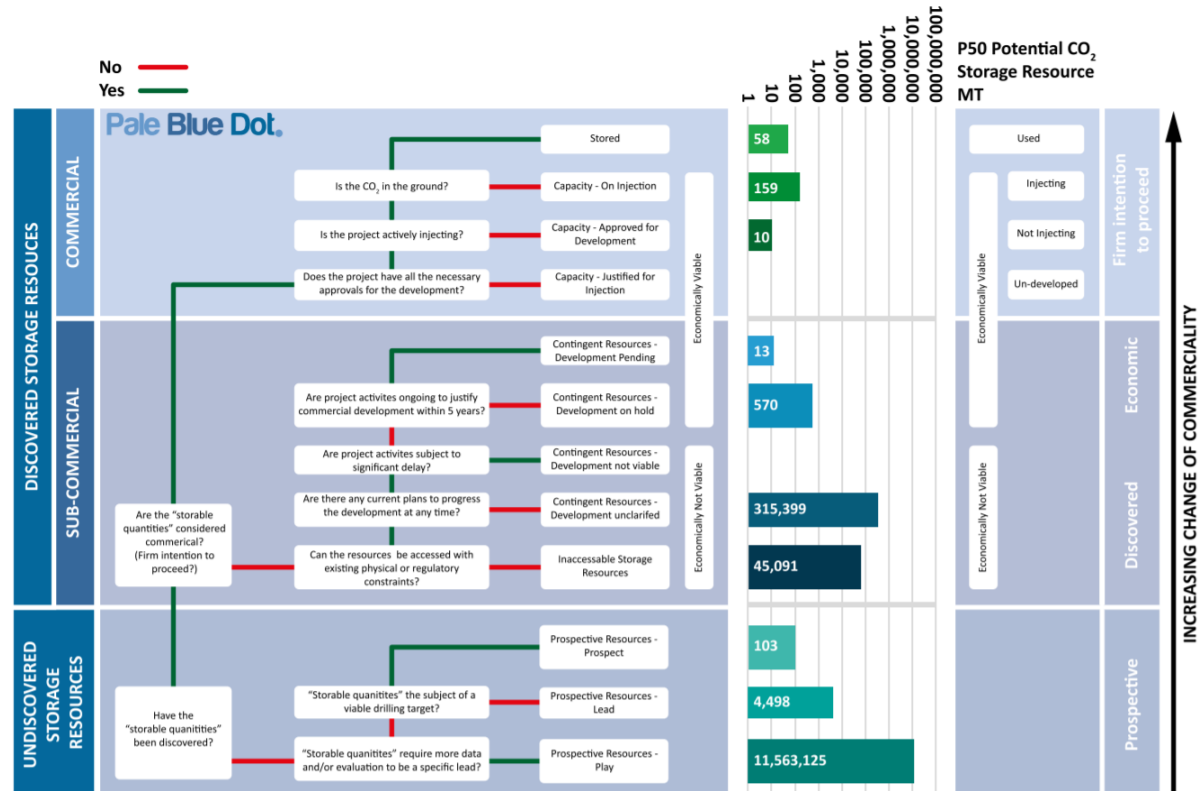 No
Yes
1
10
100
1,000
10,000
100,000
1,000,000
10,000,000
100,000,000
P50 Potential CO2
Storage Resource
MT
Pale Blue Dot.
DISCOVERED STORAGE RESOUCES
COMMERCIAL
Stored
Is the CO2 in the ground?
Capacity - On Injection
Is the project actively injecting?
Capacity - Approved for
Development
Does the project have all the necessary
approvals for the development?
Capacity - Justified for
Injection
Economically Viable
58
159
10
Used
Injecting
Not Injecting
Un-developed
Economically Viable
Firm intention
to proceed
SUB-COMMERCIAL
Contingent Resources -
Development Pending
Are project activites ongoing to justify
commercial development within 5 years?
Contingent Resources -
Development on hold
Are project activites subject to
significant delay?
Contingent Resources -
Development not viable
Are there any current plans to progress
the development at any time?
Contingent Resources -
Development unclarifed
Are the “storable
quantities” considered
commerical?
(Firm intention to
proceed?)
Can the resources be accessed with
existing physical or regulatory
constraints?
Inaccessable Storage
Resources
Economically Not Viable
13
570
315,399
45,091
Economically Not Viable
Economic
Discovered
UNDISCOVERED
STORAGE
RESOURCES
Prospective Resources -
Prospect
“Storable quanitites” the subject of a
viable drilling target?
Prospective Resources -
Lead
Have the
“storable quanitities”
been discovered?
“Storable quanitites” require more data
and/or evaluation to be a specific lead?
Prospective Resources -
Play
103
4,498
11,563,125
Prospective
INCREASING CHANGE OF COMMERCIALITY